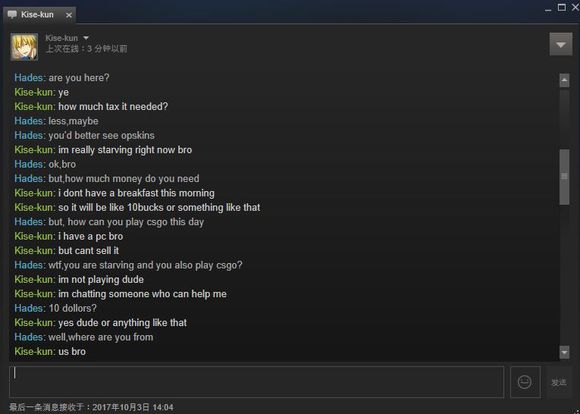 Kise-kun
Kise-kun
上次在线：3 分钟以前
Hades: are you here?
Kise-kun: ye
Kise-kun: how much tax it needed?
Hades: less,maybe
Hades: you'd better see opskins
Kise-kun: im really starving right now bro
Hades: ok,bro
Hades: but,how much money do you need
Kise-kun: i dont have a breakfast this morning
Kise-kun: so it will be like 10bucks or something like that
Hades: but, how can you play csgo this day
Kise-kun: i have a pc bro
Kise-kun: but cant sell it
Hades: wtf,you are starving and you also play csgo?
Kise-kun: im not playing dude
Kise-kun: im chatting someone who can help me
Hades: 10 dollors?
Kise-kun: yes dude or anything like that
Hades: well,where are you from
Kise-kun: us bro
发送
最后一条消息接收于：2017年10月3日 14:04